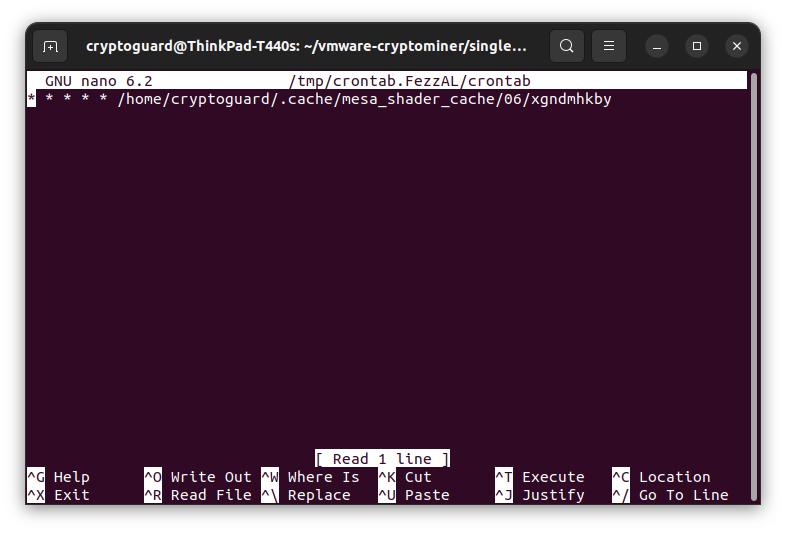 cryptoguard@ThinkPad-T440s: ~/vmware-cryptominer/single...
GNU nano 6.2 /tmp/crontab.FezzAL/crontab
* * * * * /home/cryptoguard/.cache/mesa_shader_cache/06/xgndmhkby
[ Read 1 line ]
^G Help ^O Write Out ^W Where Is ^K Cut ^T Execute ^C Location
^X Exit ^R Read File ^\ Replace ^U Paste ^J Justify ^/ Go To Line